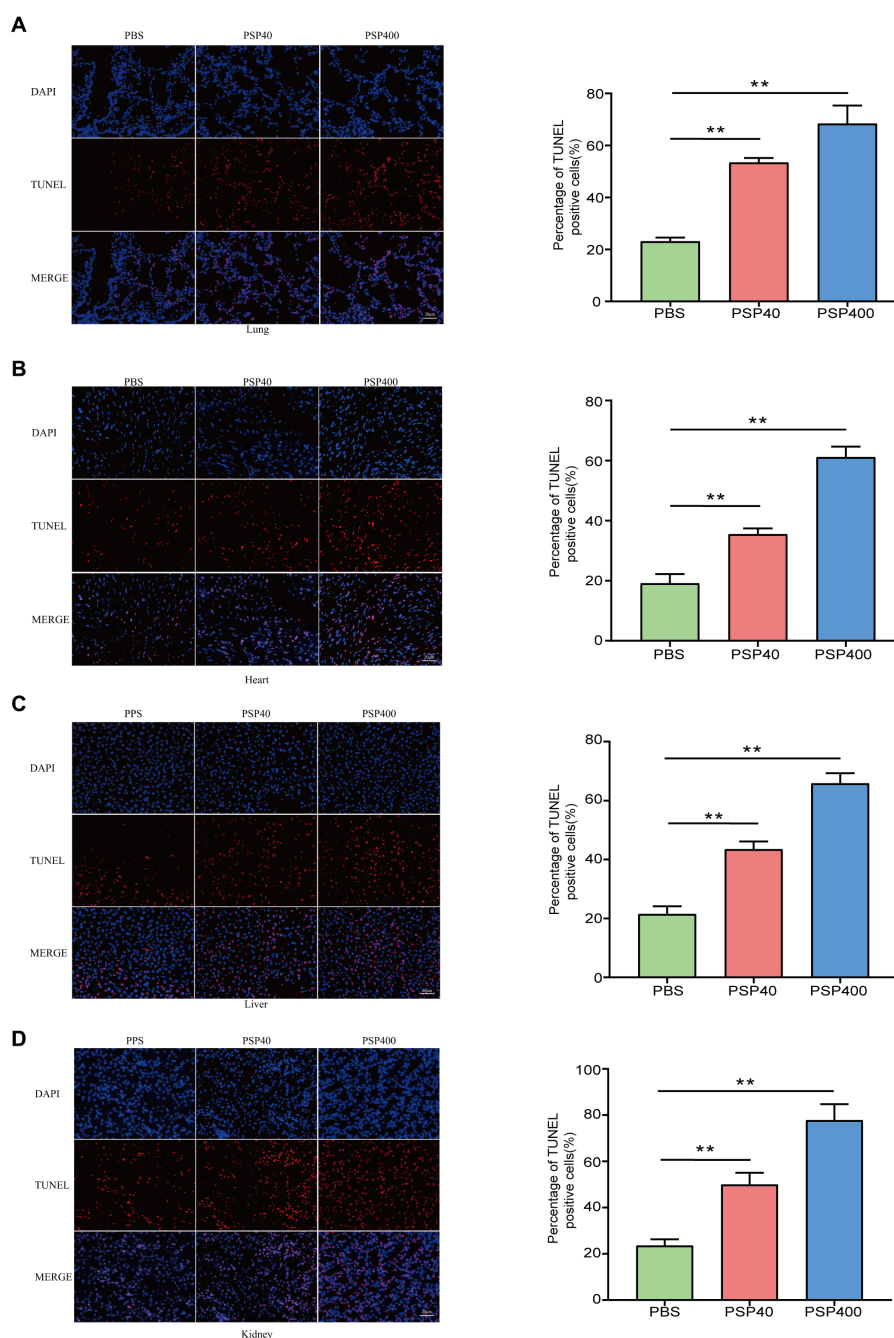 A
PBS PSP40 PSP400
DAPI
TUNEL
MERGE
Lung
Percentage of TUNEL
positive cells(%)
80
60
40
20
0
**
**
PBS PSP40 PSP400
B
PBS PSP40 PSP400
DAPI
TUNEL
MERGE
Heart
Percentage of TUNEL
positive cells(%)
80
60
40
20
0
**
**
PBS PSP40 PSP400
C
PPS PSP40 PSP400
DAPI
TUNEL
MERGE
Liver
Percentage of TUNEL
positive cells(%)
80
60
40
20
0
**
**
PBS PSP40 PSP400
D
PPS PSP40 PSP400
DAPI
TUNEL
MERGE
Kidney
Percentage of TUNEL
positive cells(%)
100
80
60
40
20
0
**
**
PBS PSP40 PSP400